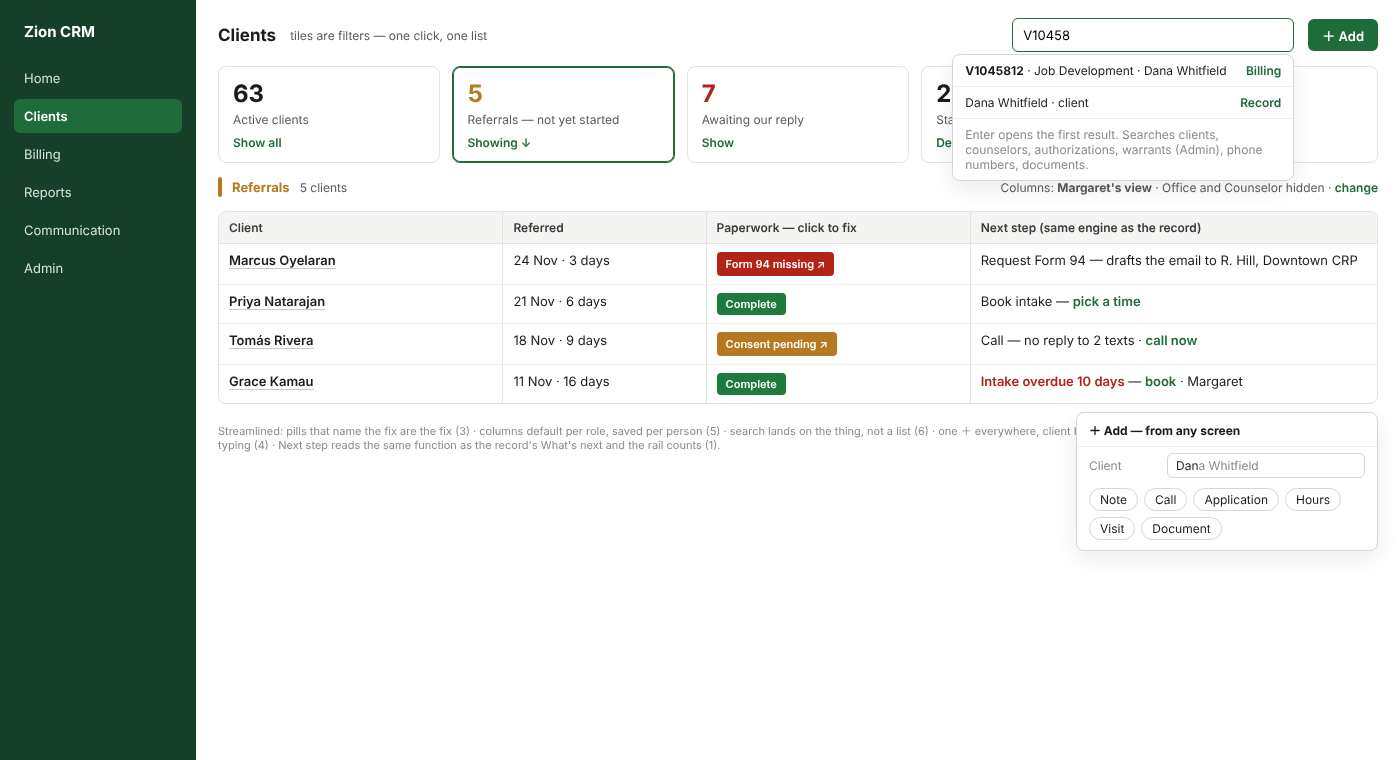 Zion CRM
Home
Clients
Billing
Reports
Communication
Admin
Clients
tiles are filters — one click, one list
V10458
+ Add
V1045812 · Job Development · Dana Whitfield Billing
Dana Whitfield · client Record
Enter opens the first result. Searches clients,
counselors, authorizations, warrants (Admin), phone
numbers, documents.
63
Active clients
Show all
5
Referrals — not yet started
Showing ↓
7
Awaiting our reply
Show
2
Referrals 5 clients
Columns: Margaret's view · Office and Counselor hidden · change
Client Referred Paperwork — click to fix Next step (same engine as the record)
Marcus Oyelaran 24 Nov · 3 days Form 94 missing ↗ Request Form 94 — drafts the email to R. Hill, Downtown CRP
Priya Natarajan 21 Nov · 6 days Complete Book intake — pick a time
Tomás Rivera 18 Nov · 9 days Consent pending ↗ Call — no reply to 2 texts · call now
Grace Kamau 11 Nov · 16 days Complete Intake overdue 10 days — book · Margaret
Streamlined: pills that name the fix are the fix (3) · columns default per role, saved per person (5) · search lands on the thing, not a list (6) · one + everywhere, client
typing (4) · Next step reads the same function as the record's What's next and the rail counts (1).
+ Add — from any screen
Client Dana Whitfield
Note Call Application Hours
Visit Document